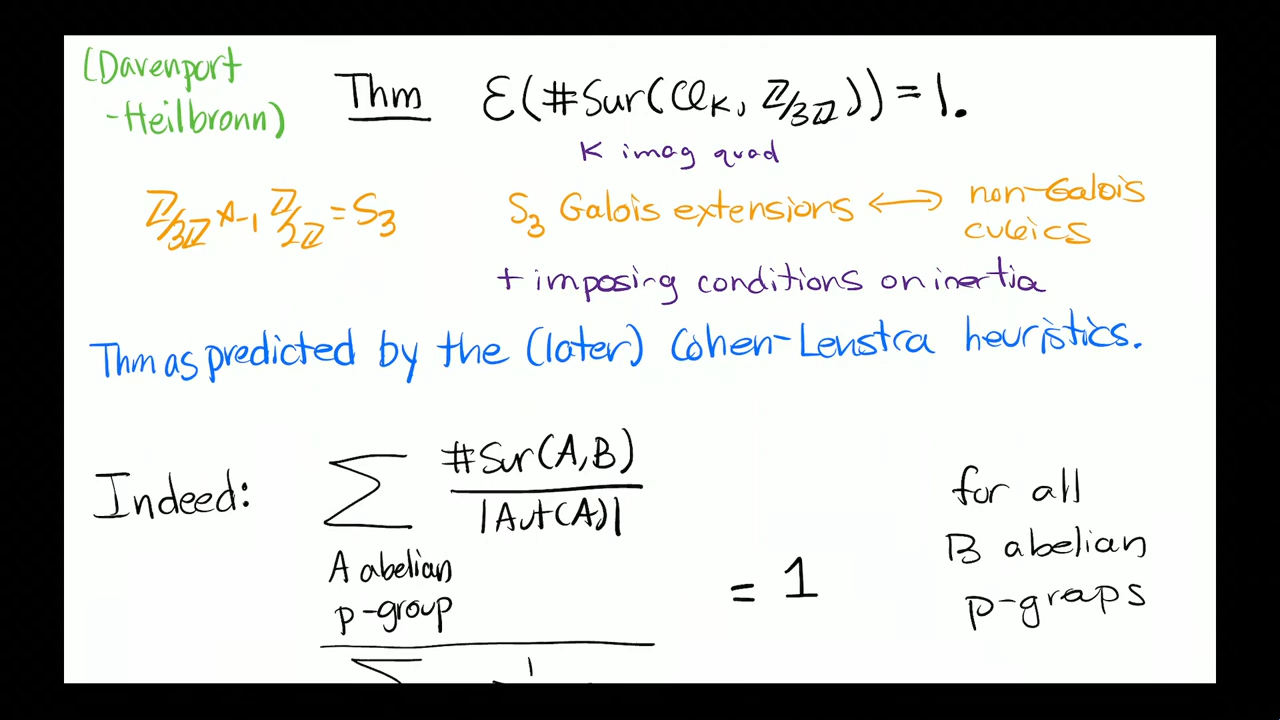 (Davenport
-Heilbronn)
Thm ℰ(#Sur(Cl_K, ℤ/3ℤ)) = 1.
K imag quad
ℤ/3ℤ ⋊_{-1} ℤ/2ℤ = S_3
S_3 Galois extensions ⟷ non-Galois
cubics
+ imposing conditions on inertia
Thm as predicted by the (later) Cohen-Lenstra heuristics.
Indeed: ∑ #Sur(A,B)
|Aut(A)|
A abelian
p-group
= 1
for all
B abelian
p-graps
∑ 1